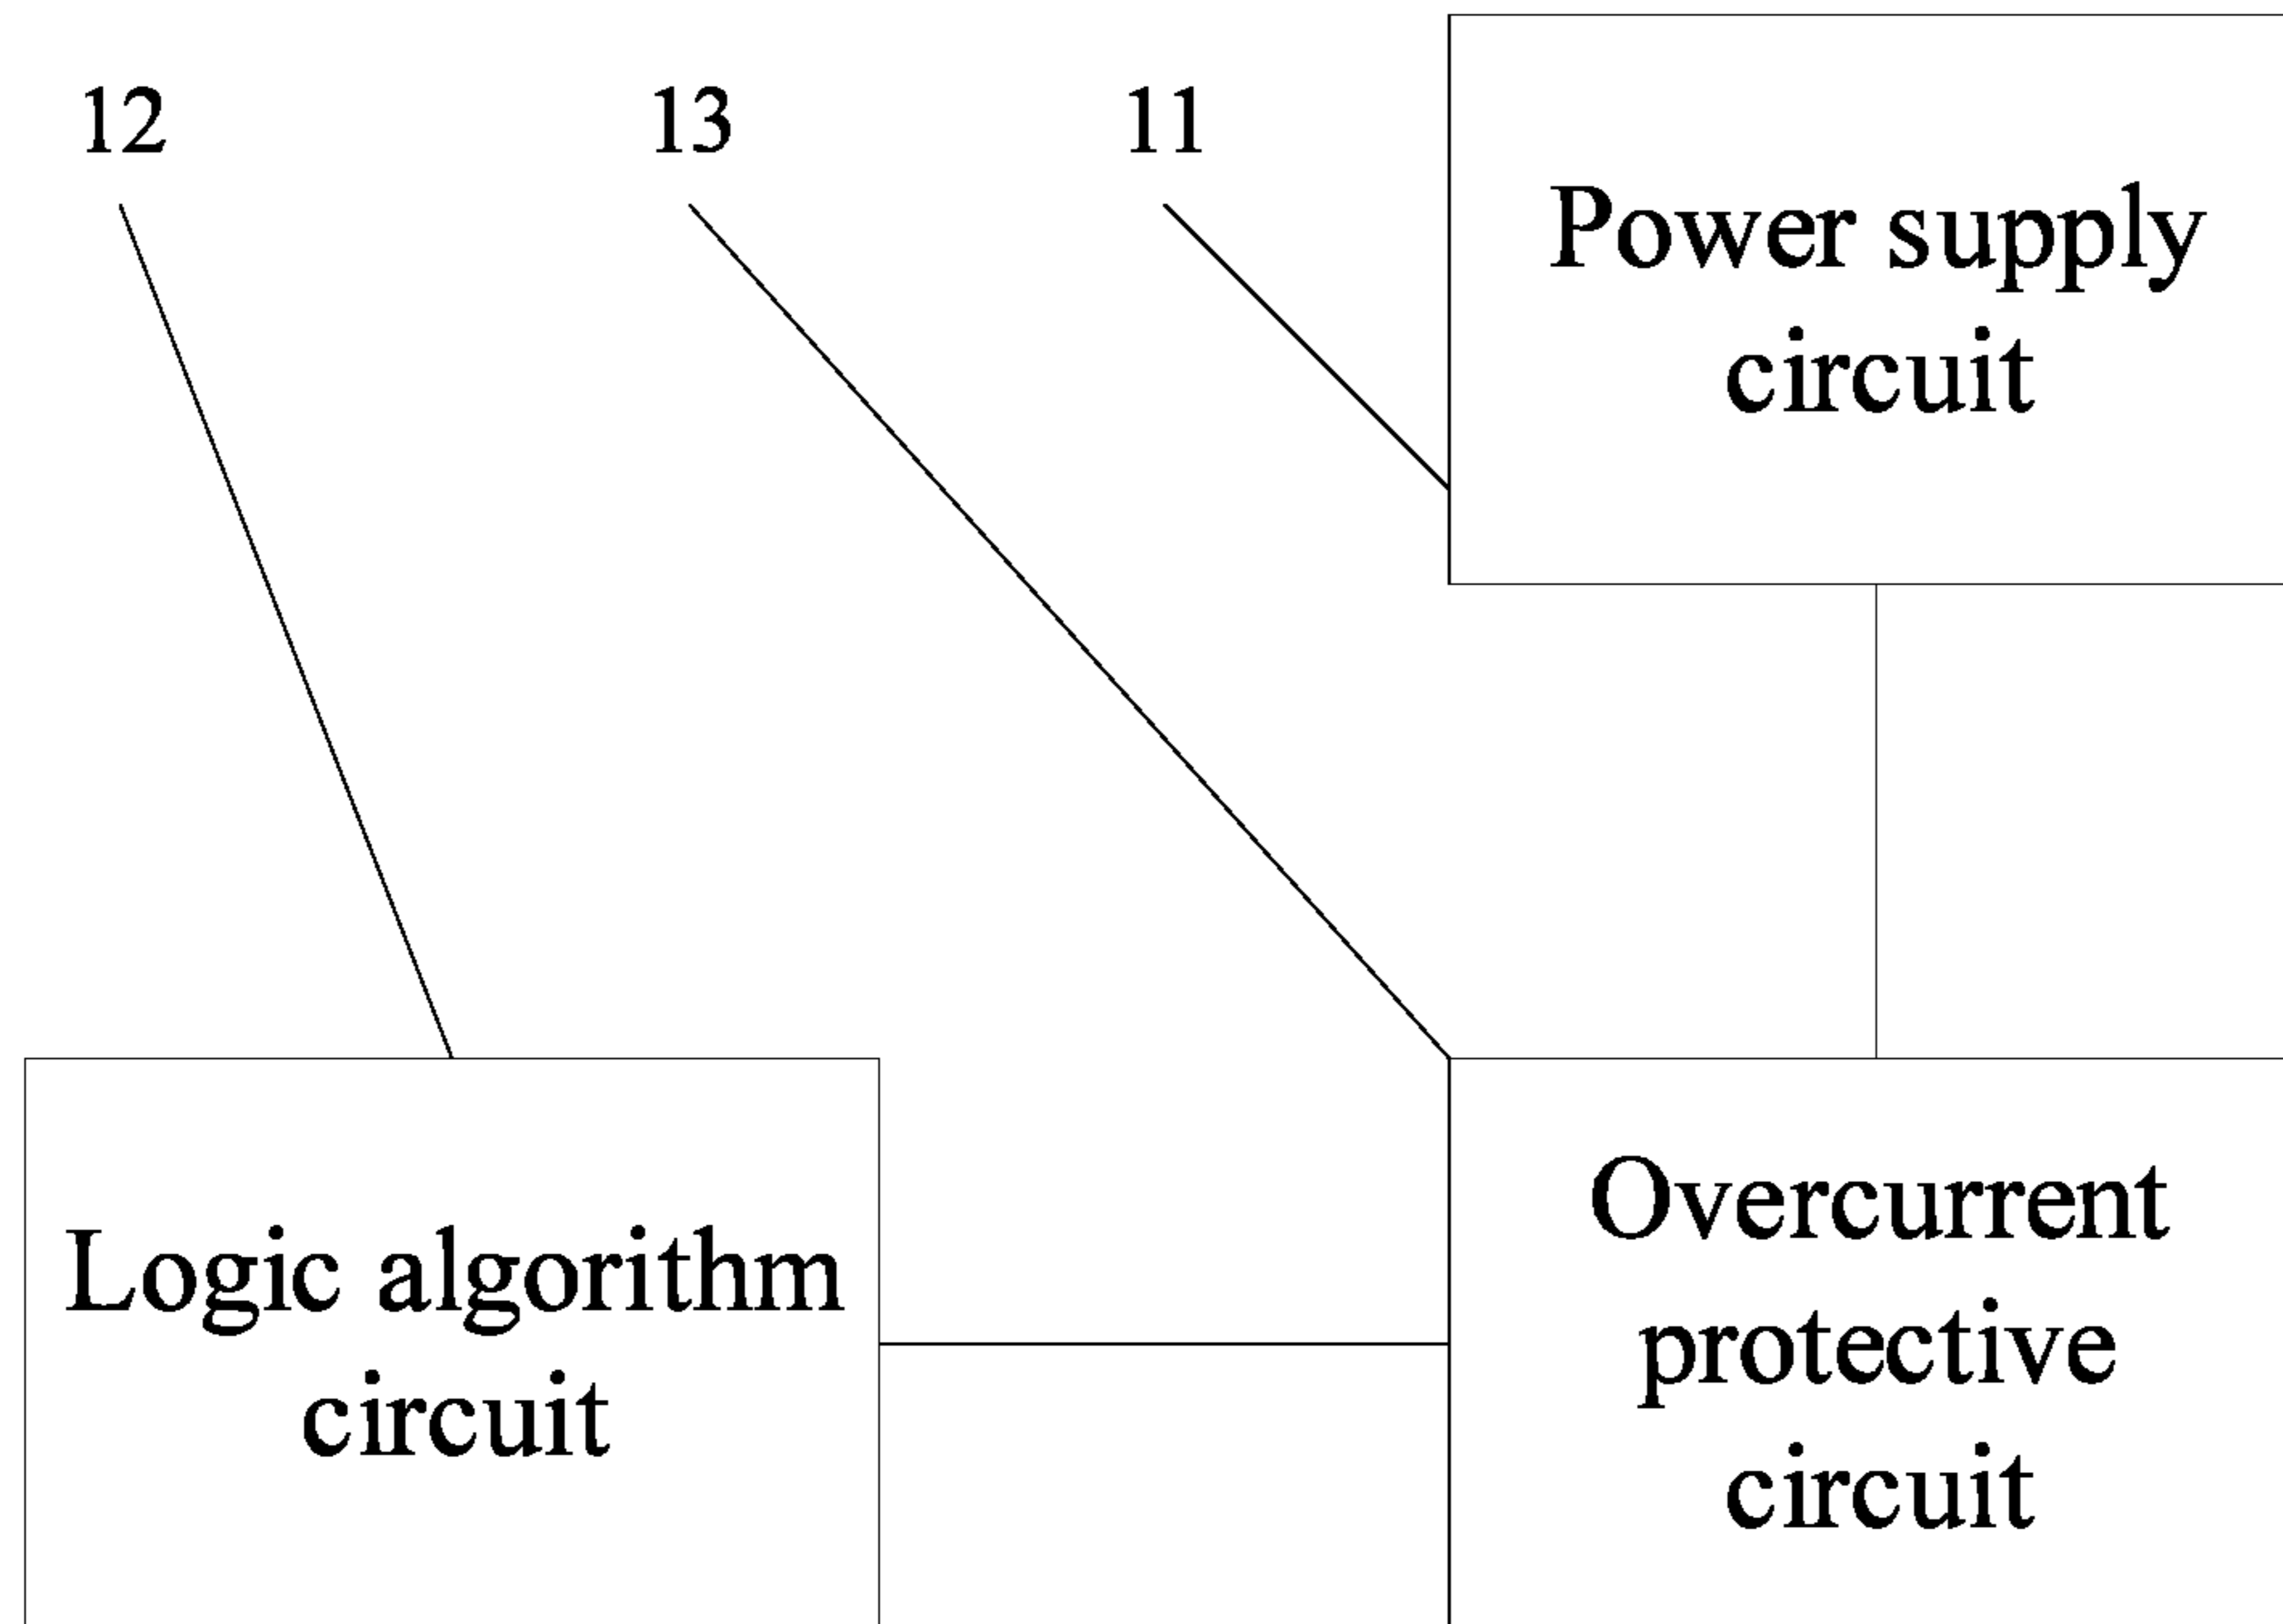 12
13
11
Power supply
circuit
Logic algorithm
circuit
Overcurrent
protective
circuit